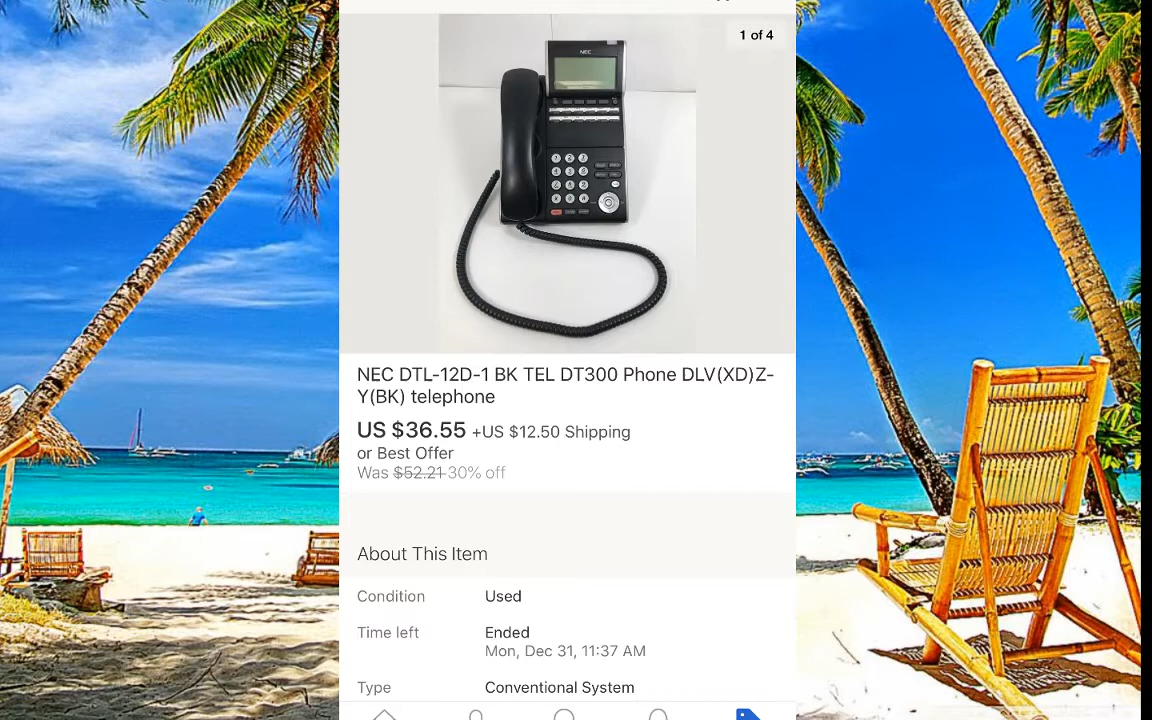 1 of 4
NEC
NEC DTL-12D-1 BK TEL DT300 Phone DLV(XD)Z-
Y(BK) telephone
US $36.55 +US $12.50 Shipping
or Best Offer
Was $52.21 30% off
About This Item
Condition Used
Time left Ended
Mon, Dec 31, 11:37 AM
Type Conventional System